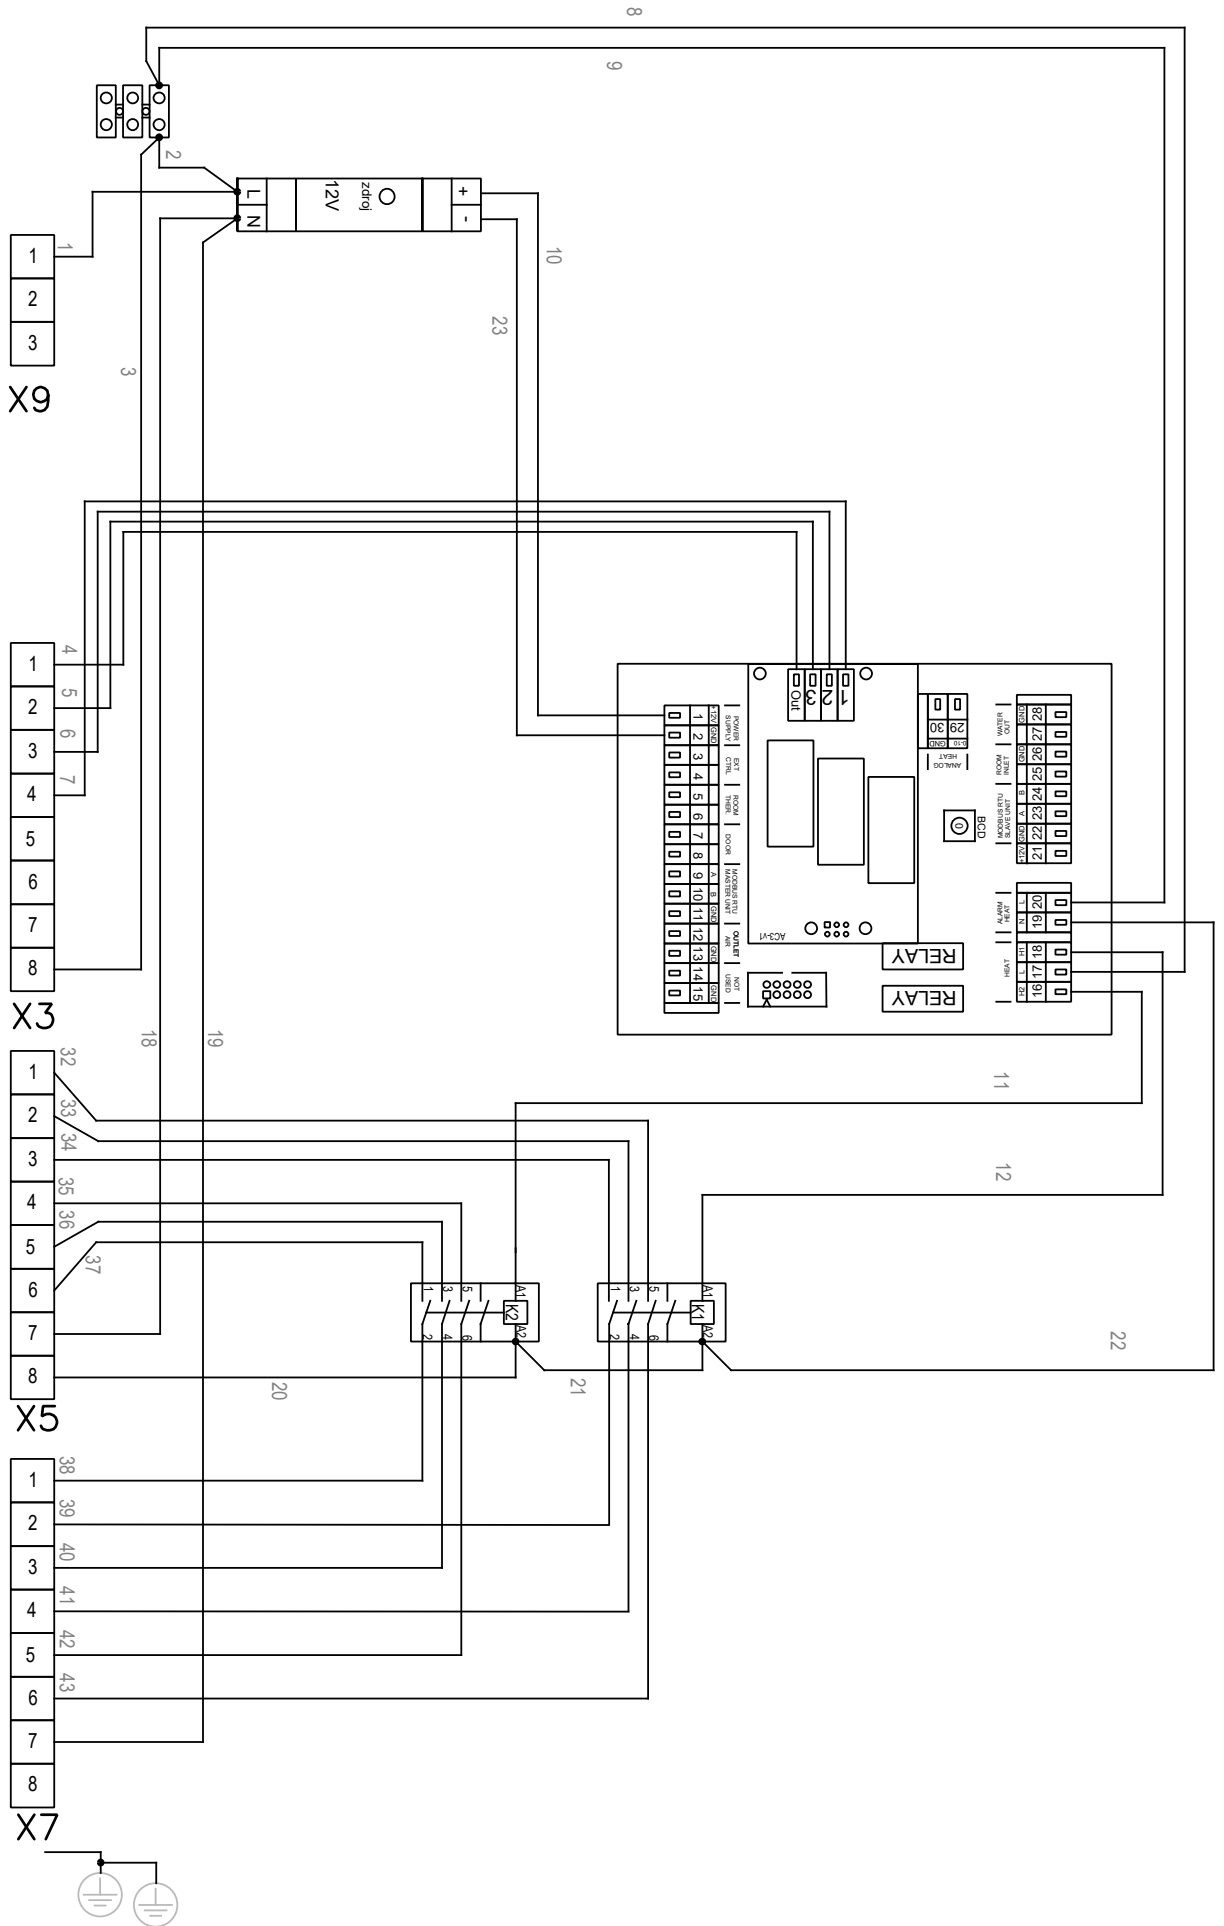 8
9
2
L
N
12V
zdroj
+
-
10
23
1
1
2
3
X9
3
4
5
6
7
1
2
3
4
5
6
7
8
X3
Out
3
2
1
POWER SUPPLY
EXT CTRL
ROOM THER.
DOOR
MODBUS RTU MASTER UNIT
OUTLET AIR
NOT USED
+12V
GND
A
B
GND
GND
GND
1
2
3
4
5
6
7
8
9
10
11
12
13
14
15
30
29
GND
0-10
ANALOG HEAT
BCD
0
AC3-v1
RELAY
RELAY
WATER OUT
ROOM INLET
SLAVE UNIT MODBUS RTU
GND
GND
B
A
GND
+12V
28
27
26
25
24
23
22
21
ALARM HEAT
HEAT
L
N
H1
L
H2
20
19
18
17
16
18
19
11
12
32
33
34
35
36
37
1
2
3
4
5
6
7
8
X5
1
3
5
A1
K2
2
4
6
A2
1
3
5
A1
K1
2
4
6
A2
20
21
22
38
39
40
41
42
43
1
2
3
4
5
6
7
8
X7